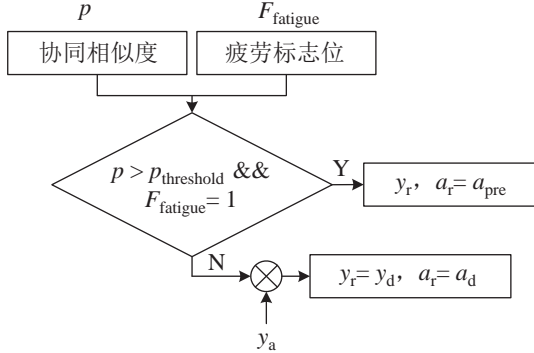 p
F_fatigue
协同相似度
疲劳标志位
p > p_threshold &&
F_fatigue = 1
Y
y_r，a_r = a_pre
N
y_r = y_d，a_r = a_d
y_a